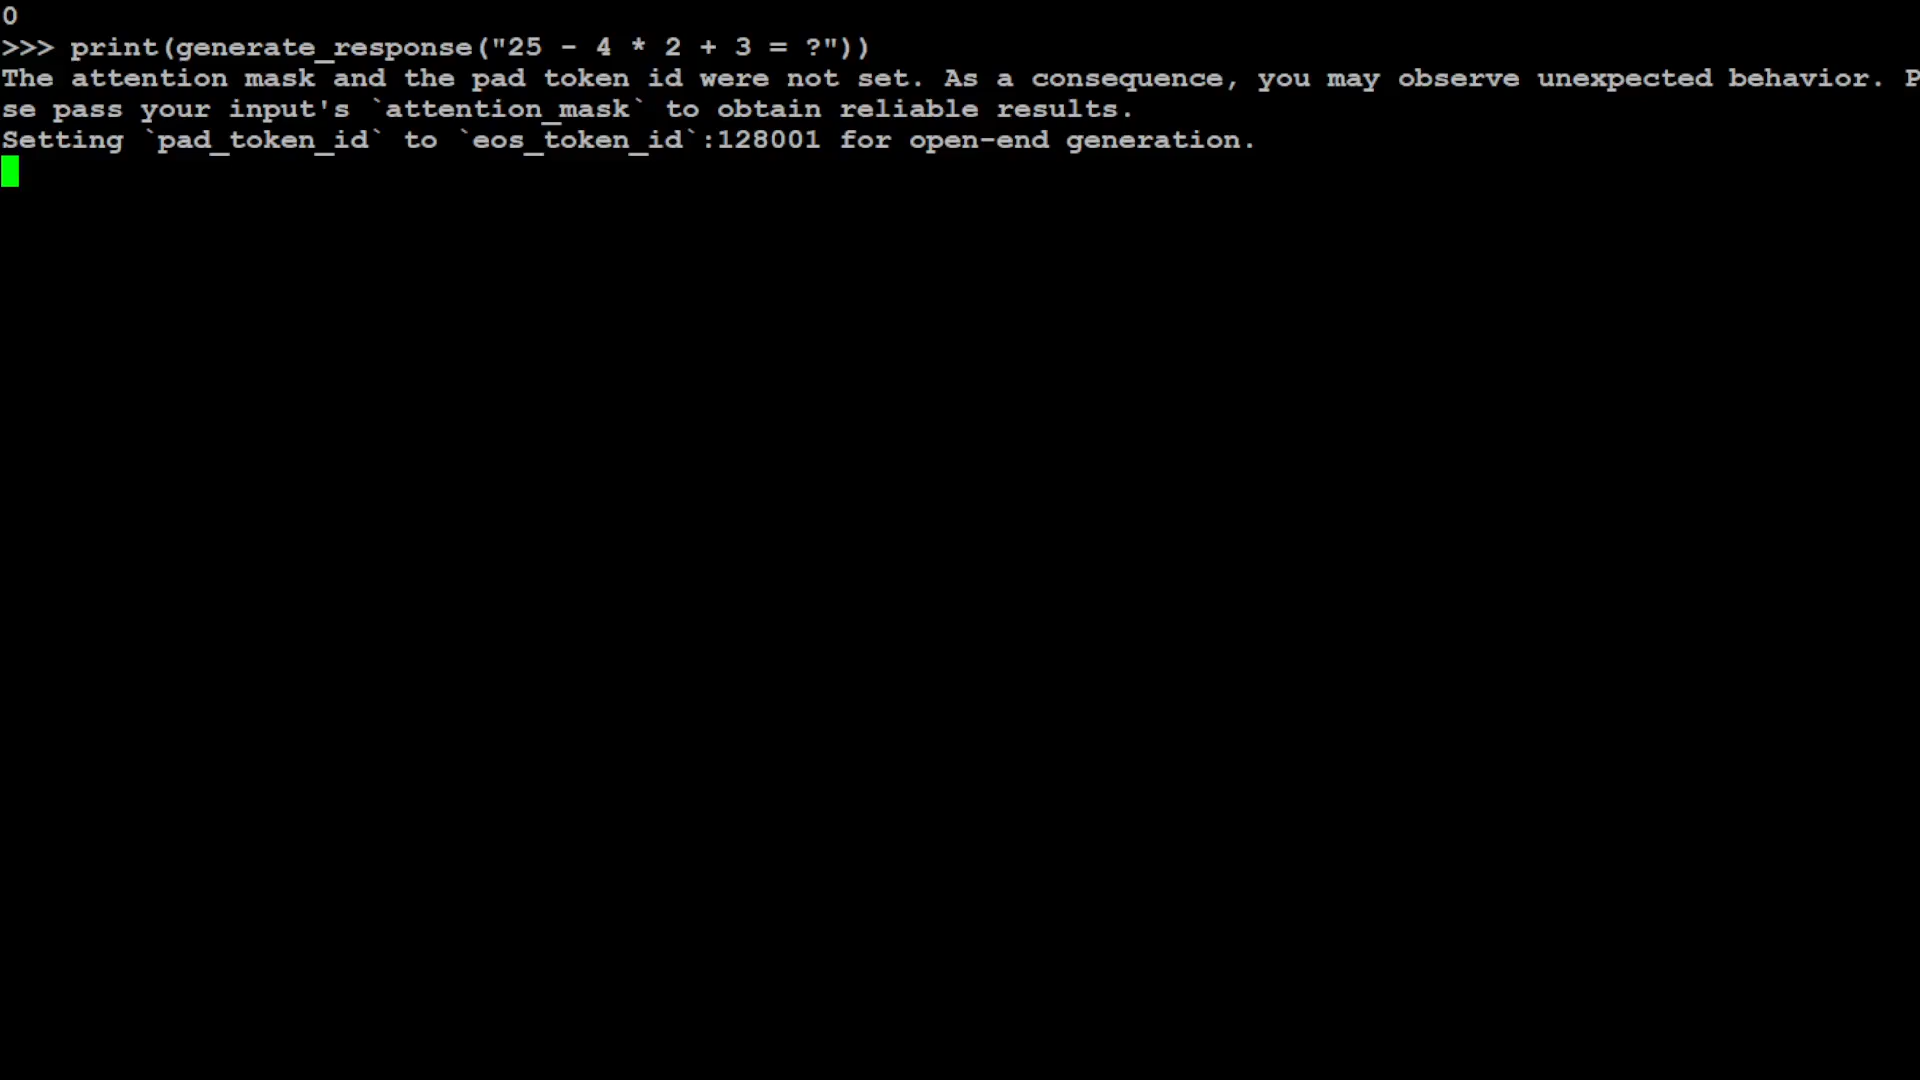 0
>>> print(generate_response("25 - 4 * 2 + 3 = ?"))
The attention mask and the pad token id were not set. As a consequence, you may observe unexpected behavior. P
se pass your input's `attention_mask` to obtain reliable results.
Setting `pad_token_id` to `eos_token_id`:128001 for open-end generation.